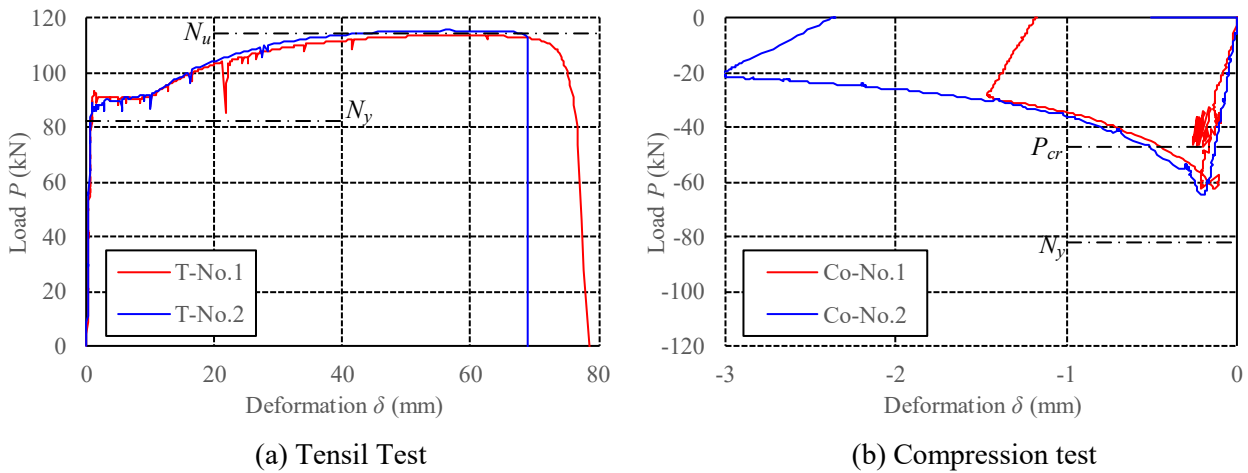 120
100
80
60
40
20
0
Load P (kN)
N_u
N_y
T-No.1
T-No.2
0 20 40 60 80
Deformation δ (mm)
(a) Tensil Test
0
-20
-40
-60
-80
-100
-120
Load P (kN)
P_cr
N_y
Co-No.1
Co-No.2
-3 -2 -1 0
Deformation δ (mm)
(b) Compression test